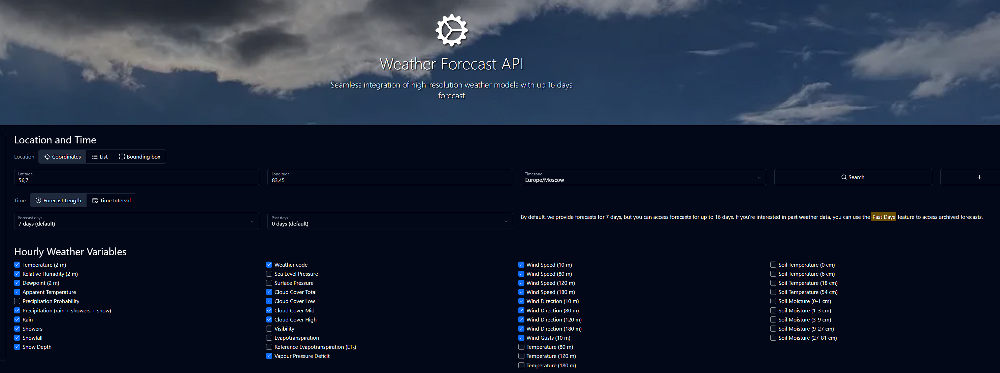 Weather Forecast API
Seamless integration of high-resolution weather models with up 16 days
forecast
Location and Time
Location: Coordinates List Bounding box
Latitude
56,7
Longitude
83,45
Timezone
Europe/Moscow
Search
+
Time: Forecast Length Time Interval
Forecast days
7 days (default)
Past days
0 days (default)
By default, we provide forecasts for 7 days, but you can access forecasts for up to 16 days. If you're interested in past weather data, you can use the Past Days feature to access archived forecasts.
Hourly Weather Variables
Temperature (2 m)
Relative Humidity (2 m)
Dewpoint (2 m)
Apparent Temperature
Precipitation Probability
Precipitation (rain + showers + snow)
Rain
Showers
Snowfall
Snow Depth
Weather code
Sea Level Pressure
Surface Pressure
Cloud Cover Total
Cloud Cover Low
Cloud Cover Mid
Cloud Cover High
Visibility
Evapotranspiration
Reference Evapotranspiration (ET₀)
Vapour Pressure Deficit
Wind Speed (10 m)
Wind Speed (80 m)
Wind Speed (120 m)
Wind Speed (180 m)
Wind Direction (10 m)
Wind Direction (80 m)
Wind Direction (120 m)
Wind Direction (180 m)
Wind Gusts (10 m)
Temperature (80 m)
Temperature (120 m)
Temperature (180 m)
Soil Temperature (0 cm)
Soil Temperature (6 cm)
Soil Temperature (18 cm)
Soil Temperature (54 cm)
Soil Moisture (0-1 cm)
Soil Moisture (1-3 cm)
Soil Moisture (3-9 cm)
Soil Moisture (9-27 cm)
Soil Moisture (27-81 cm)